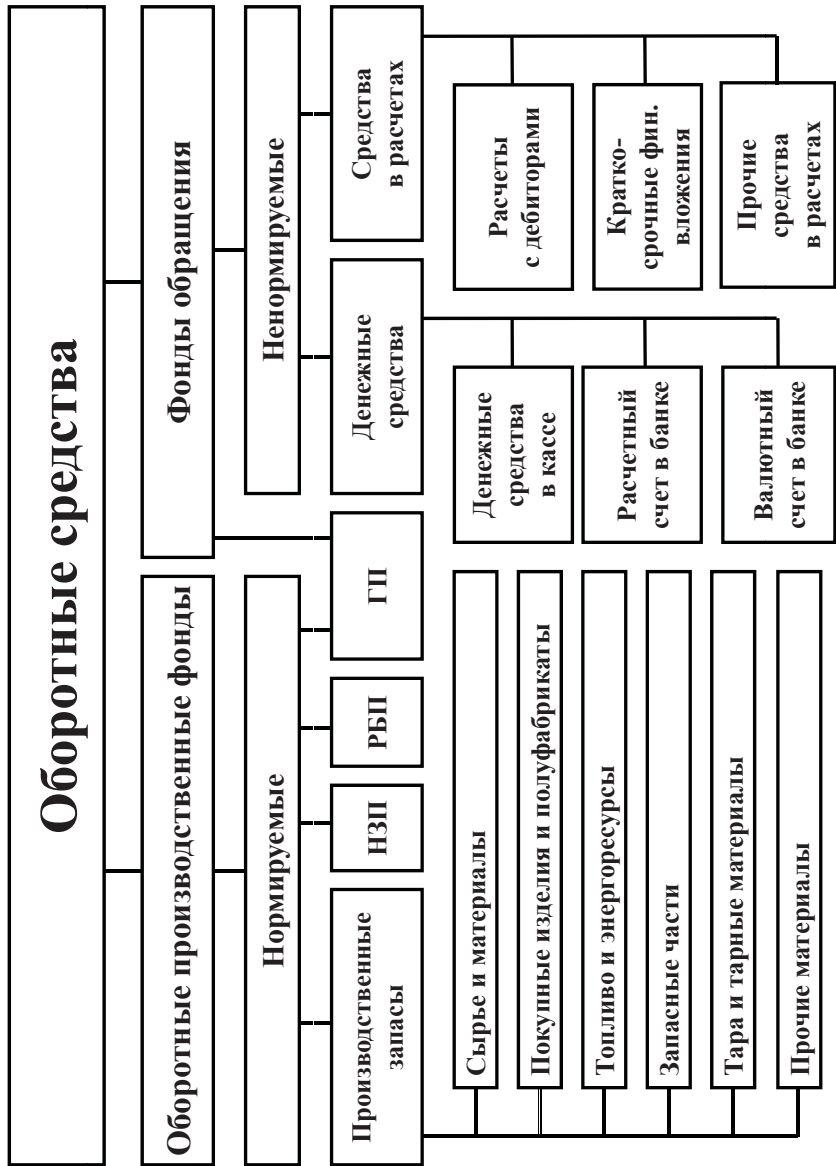 Оборотные средства
Оборотные производственные фонды
Фонды обращения
Нормируемые
Ненормируемые
Производственные
запасы
НЗП
РБП
ГП
Денежные
средства
Средства
в расчетах
Сырье и материалы
Покупные изделия и полуфабрикаты
Топливо и энергоресурсы
Запасные части
Тара и тарные материалы
Прочие материалы
Денежные
средства
в кассе
Расчетный
счет в банке
Валютный
счет в банке
Расчеты
с дебиторами
Кратко-
срочные фин.
вложения
Прочие
средства
в расчетах